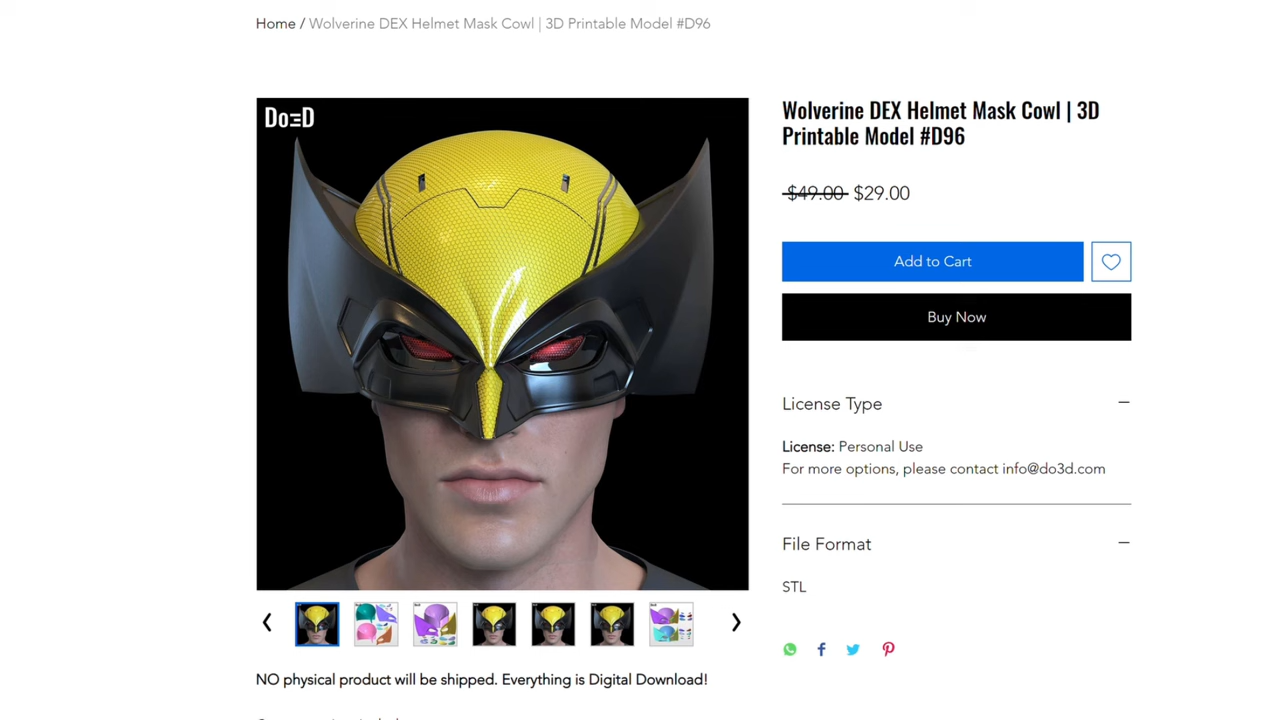 Home / Wolverine DEX Helmet Mask Cowl | 3D Printable Model #D96
Do3D
Wolverine DEX Helmet Mask Cowl | 3D
Printable Model #D96
$49.00 $29.00
Add to Cart
Buy Now
License Type
License: Personal Use
For more options, please contact info@do3d.com
File Format
STL
NO physical product will be shipped. Everything is Digital Download!